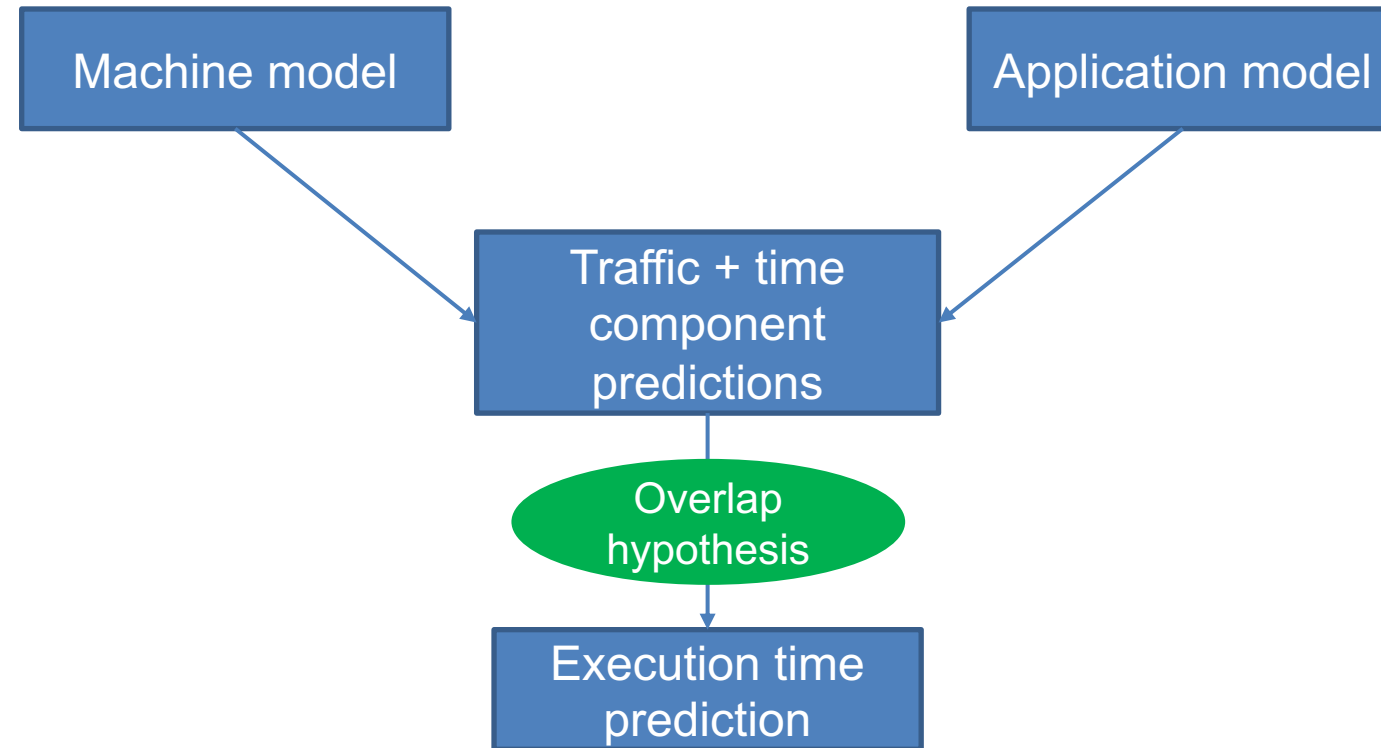 Machine model
Application model
Traffic + time
component
predictions
Overlap
hypothesis
Execution time
prediction